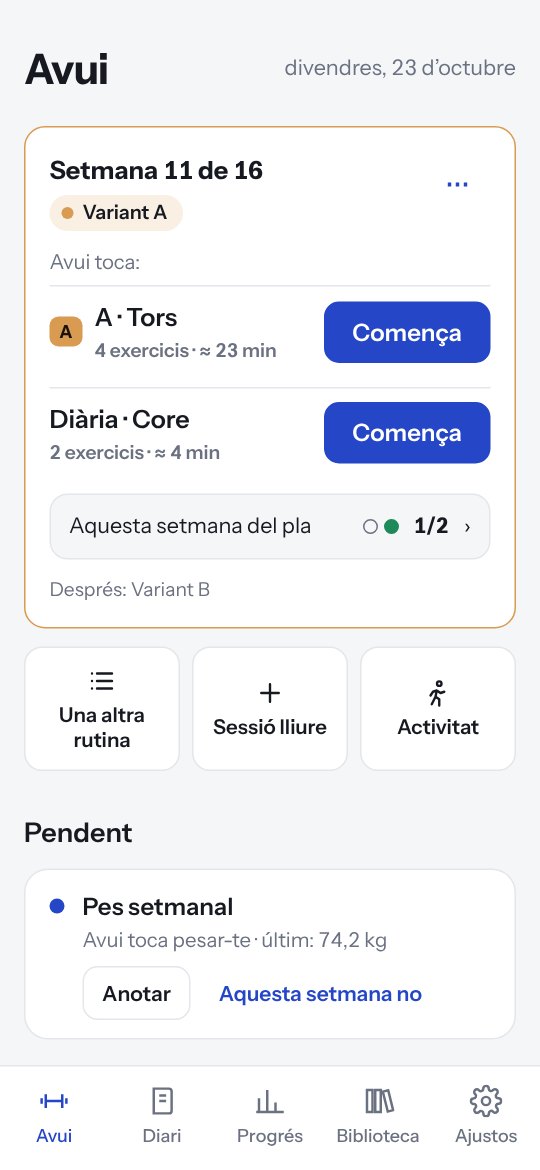 Avui
divendres, 23 d’octubre
Setmana 11 de 16
...
Variant A
Avui toca:
A
A · Tors
4 exercicis · ≈ 23 min
Comença
Diària · Core
2 exercicis · ≈ 4 min
Comença
Aquesta setmana del pla
1/2 ›
Després: Variant B
Una altra
rutina
Sessió lliure
Activitat
Pendent
Pes setmanal
Avui toca pesar-te · últim: 74,2 kg
Anotar
Aquesta setmana no
Avui
Diari
Progrés
Biblioteca
Ajustos